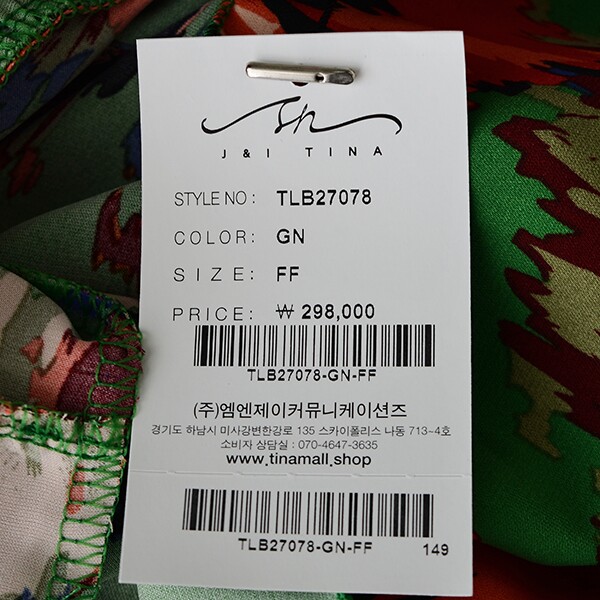 J & I TINA
STYLE NO : TLB27078
COLOR: GN
SIZE: FF
PRICE: ₩ 298,000
TLB27078-GN-FF
(주)엠엔제이커뮤니케이션즈
경기도 하남시 미사강변한강로 135 스카이폴리스 나동 713~4호
소비자 상담실 : 070-4647-3635
www.tinamall.shop
TLB27078-GN-FF 149